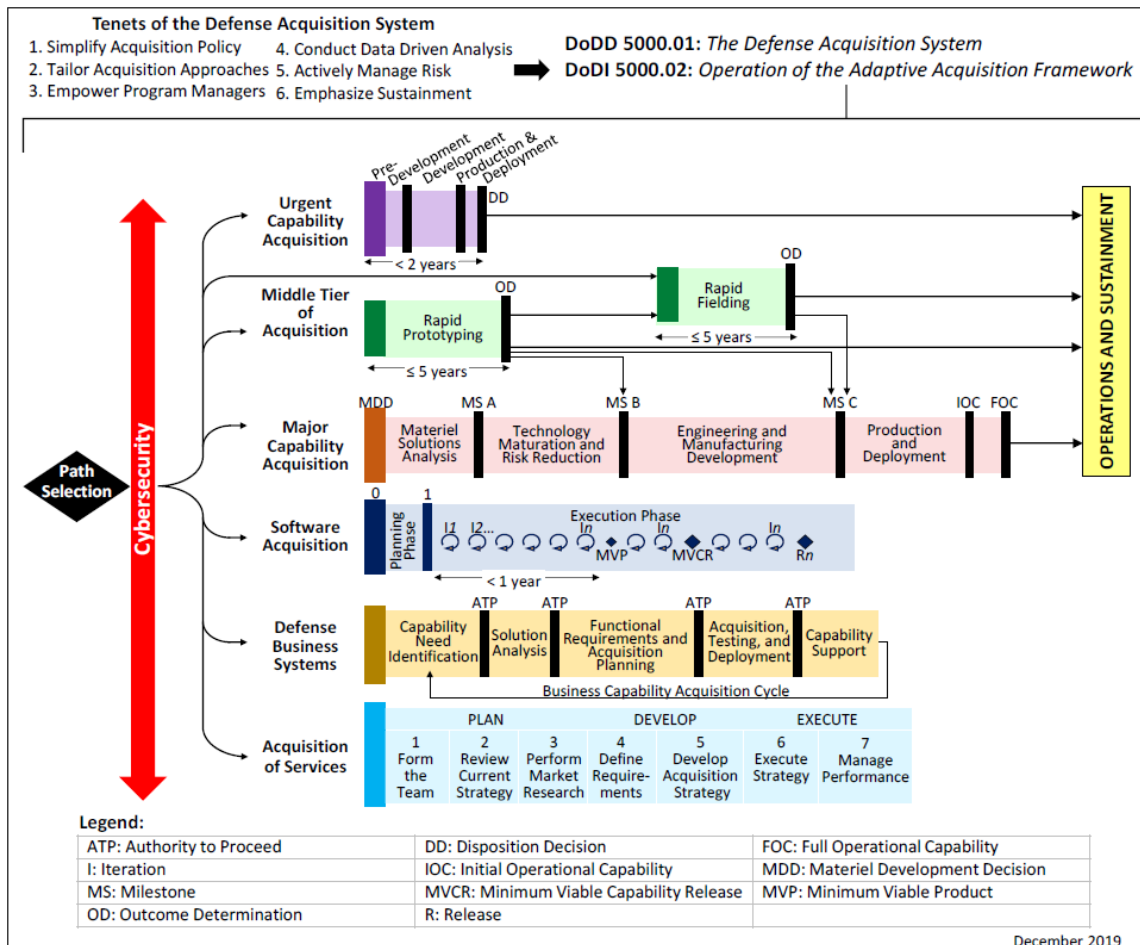 Tenets of the Defense Acquisition System
1. Simplify Acquisition Policy
2. Tailor Acquisition Approaches
3. Empower Program Managers
4. Conduct Data Driven Analysis
5. Actively Manage Risk
6. Emphasize Sustainment
DoDD 5000.01: The Defense Acquisition System
DoDI 5000.02: Operation of the Adaptive Acquisition Framework
Path
Selection
Cybersecurity
Urgent
Capability
Acquisition
Pre-
Development
Development
Production &
Deployment
DD
< 2 years
Middle Tier
of
Acquisition
Rapid
Prototyping
OD
≤ 5 years
Rapid
Fielding
OD
≤ 5 years
Major
Capability
Acquisition
MDD
Materiel
Solutions
Analysis
MS A
Technology
Maturation and
Risk Reduction
MS B
Engineering and
Manufacturing
Development
MS C
Production
and
Deployment
IOC
FOC
OPERATIONS AND SUSTAINMENT
Software
Acquisition
0
Planning
Phase
1
Execution Phase
I1
I2...
In
MVP
In
MVCR
In
Rn
< 1 year
Defense
Business
Systems
Capability
Need
Identification
ATP
Solution
Analysis
ATP
Functional
Requirements and
Acquisition
Planning
ATP
Acquisition,
Testing, and
Deployment
ATP
Capability
Support
Business Capability Acquisition Cycle
Acquisition
of Services
PLAN
DEVELOP
EXECUTE
1
Form
the
Team
2
Review
Current
Strategy
3
Perform
Market
Research
4
Define
Require-
ments
5
Develop
Acquisition
Strategy
6
Execute
Strategy
7
Manage
Performance
Legend:
ATP: Authority to Proceed
DD: Disposition Decision
FOC: Full Operational Capability
I: Iteration
IOC: Initial Operational Capability
MDD: Materiel Development Decision
MS: Milestone
MVCR: Minimum Viable Capability Release
MVP: Minimum Viable Product
OD: Outcome Determination
R: Release
December 2019